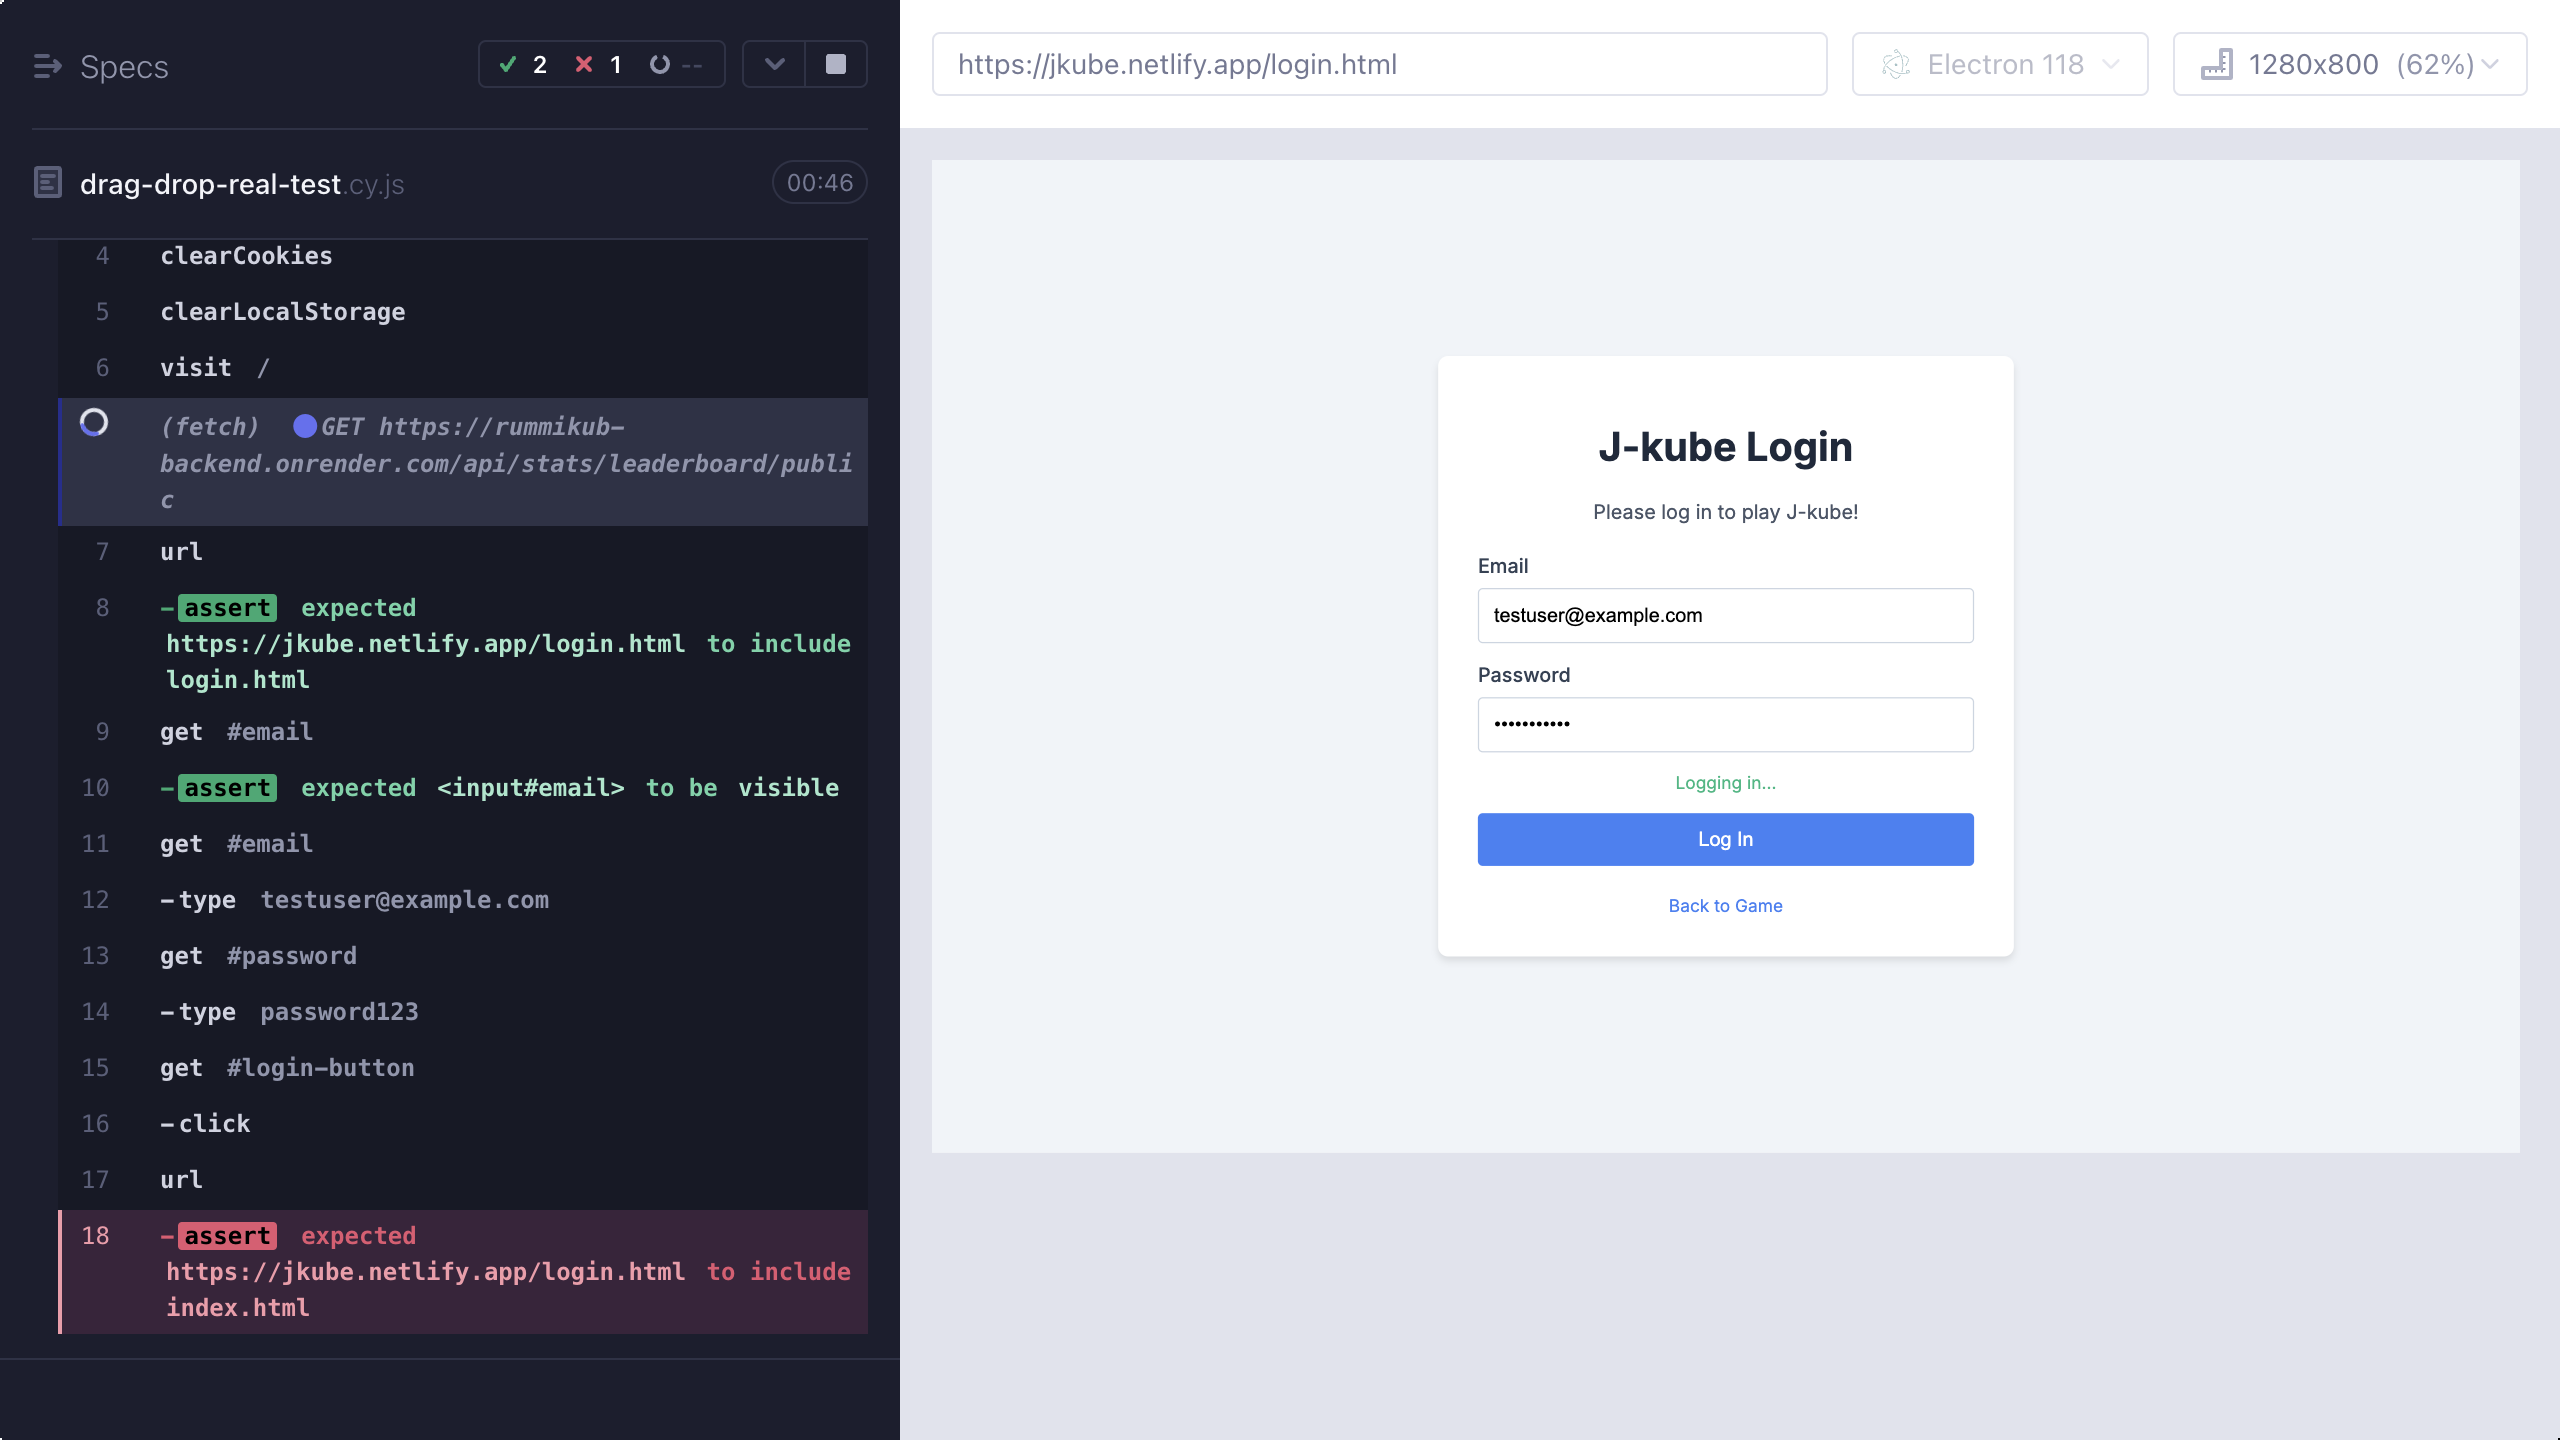 Specs
2 1 --
drag-drop-real-test.cy.js 00:46
4 clearCookies
5 clearLocalStorage
6 visit /
(fetch) GET https://rummikub-
backend.onrender.com/api/stats/leaderboard/publi
c
7 url
8 -assert expected
https://jkube.netlify.app/login.html to include
login.html
9 get #email
10 -assert expected <input#email> to be visible
11 get #email
12 -type testuser@example.com
13 get #password
14 -type password123
15 get #login-button
16 -click
17 url
18 -assert expected
https://jkube.netlify.app/login.html to include
index.html
https://jkube.netlify.app/login.html
Electron 118
1280x800 (62%)
J-kube Login
Please log in to play J-kube!
Email
testuser@example.com
Password
•••••••••••
Logging in...
Log In
Back to Game